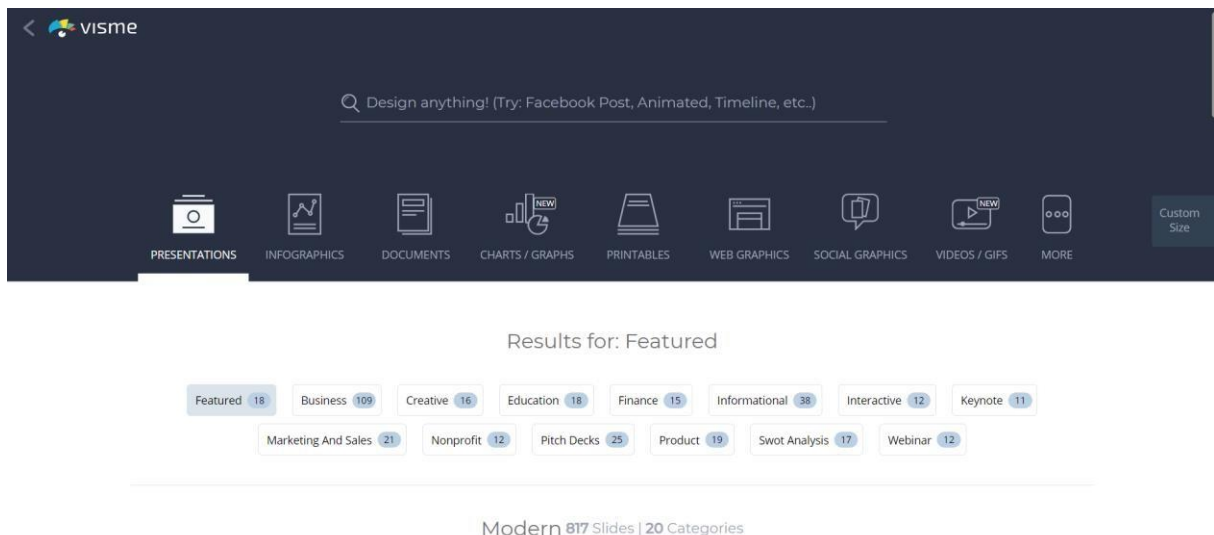 vısme
Design anything! (Try: Facebook Post, Animated, Timeline, etc..)
NEW NEW
PRESENTATIONS INFOGRAPHICS DOCUMENTS CHARTS / GRAPHS PRINTABLES WEB GRAPHICS SOCIAL GRAPHICS VIDEOS / GIFS MORE
Custom
Size
Results for: Featured
Featured 18 Business 109 Creative 16 Education 18 Finance 15 Informational 38 Interactive 12 Keynote 11
Marketing And Sales 21 Nonprofit 12 Pitch Decks 25 Product 19 Swot Analysis 17 Webinar 12
Modern 817 Slides | 20 Categories